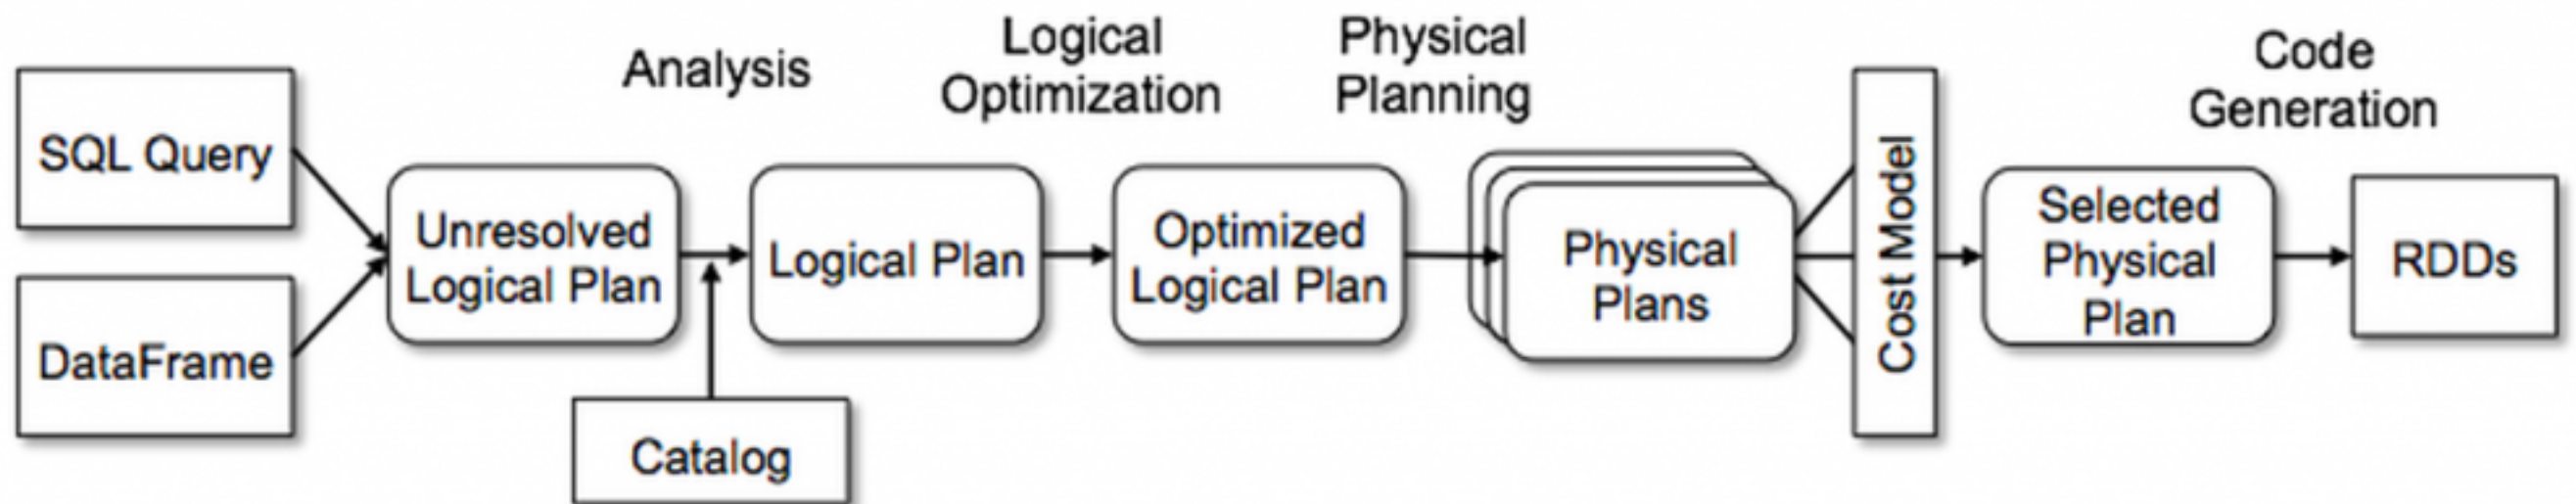 Analysis
Logical
Optimization
Physical
Planning
Code
Generation
SQL Query
DataFrame
Unresolved
Logical Plan
Catalog
Logical Plan
Optimized
Logical Plan
Physical
Plans
Cost Model
Selected
Physical
Plan
RDDs